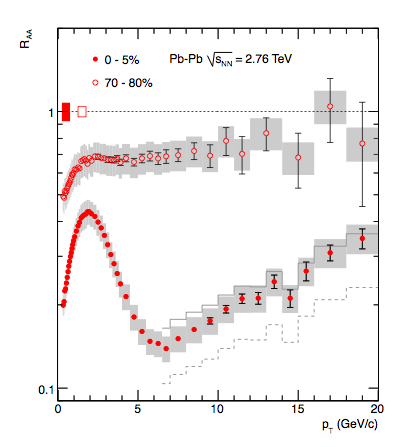 R_AA
0 - 5%
Pb-Pb √s_NN = 2.76 TeV
70 - 80%
1
0.1
0 5 10 15 20
p_T (GeV/c)